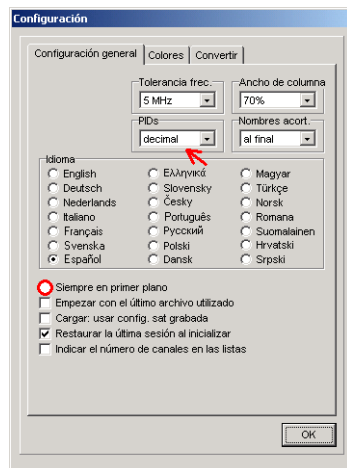 Configuración
Configuración general Colores Convertir
Tolerancia frec. Ancho de columna
5 MHz 70%
PIDs Nombres acort.
decimal al final
Idioma
English Ελληνικά Magyar
Deutsch Slovensky Türkçe
Nederlands Česky Norsk
Italiano Português Romana
Français Русский Suomalainen
Svenska Polski Hrvatski
Español Dansk Srpski
Siempre en primer plano
Empezar con el último archivo utilizado
Cargar: usar config. sat grabada
Restaurar la última sesión al inicializar
Indicar el número de canales en las listas
OK